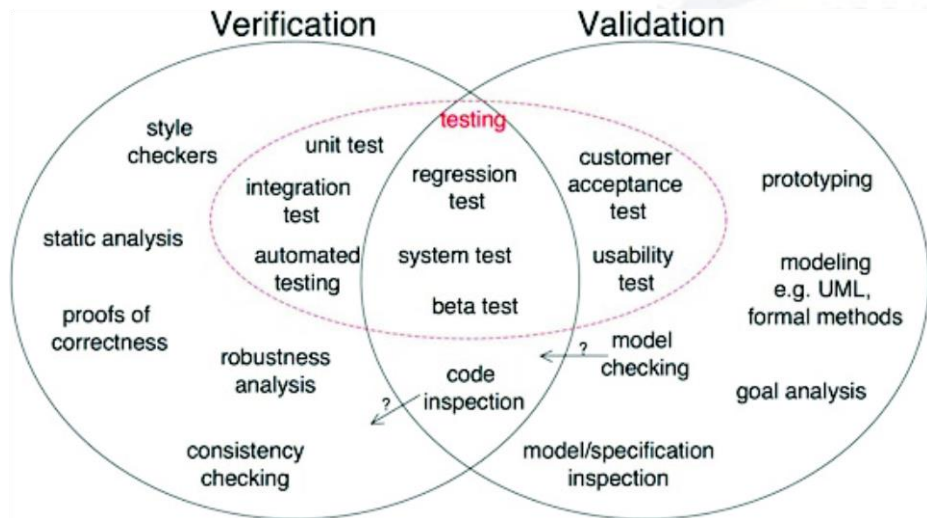 Verification
Validation
testing
style
checkers
unit test
integration
test
automated
testing
static analysis
proofs of
correctness
robustness
analysis
consistency
checking
regression
test
system test
beta test
code
inspection
?
?
customer
acceptance
test
usability
test
model
checking
model/specification
inspection
prototyping
modeling
e.g. UML,
formal methods
goal analysis